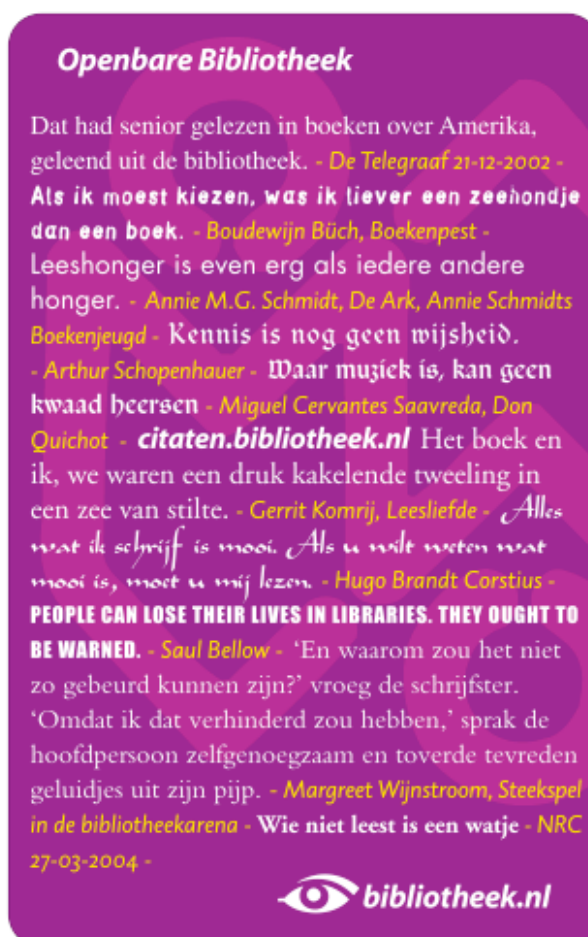 Openbare Bibliotheek
Dat had senior gelezen in boeken over Amerika,
geleend uit de bibliotheek. - De Telegraaf 21-12-2002 -
Als ik moest kiezen, was ik liever een zeehondje
dan een boek. - Boudewijn Büch, Boekenpest -
Leeshonger is even erg als iedere andere
honger. - Annie M.G. Schmidt, De Ark, Annie Schmidts
Boekenjeugd - Kennis is nog geen wijsheid.
- Arthur Schopenhauer - Waar muziek is, kan geen
kwaad heersen - Miguel Cervantes Saavreda, Don
Quichot - citaten.bibliotheek.nl Het boek en
ik, we waren een druk kakelende tweeling in
een zee van stilte. - Gerrit Komrij, Leesliefde - Alles
wat ik schrijf is mooi. Als u wilt weten wat
mooi is, moet u mij lezen. - Hugo Brandt Corstius -
PEOPLE CAN LOSE THEIR LIVES IN LIBRARIES. THEY OUGHT TO
BE WARNED. - Saul Bellow - ‘En waarom zou het niet
zo gebeurd kunnen zijn?’ vroeg de schrijfster.
‘Omdat ik dat verhinderd zou hebben,’ sprak de
hoofdpersoon zelfgenoegzaam en toverde tevreden
geluidjes uit zijn pijp. - Margreet Wijnstroom, Steekspel
in de bibliotheekarena - Wie niet leest is een watje - NRC
27-03-2004 -
bibliotheek.nl